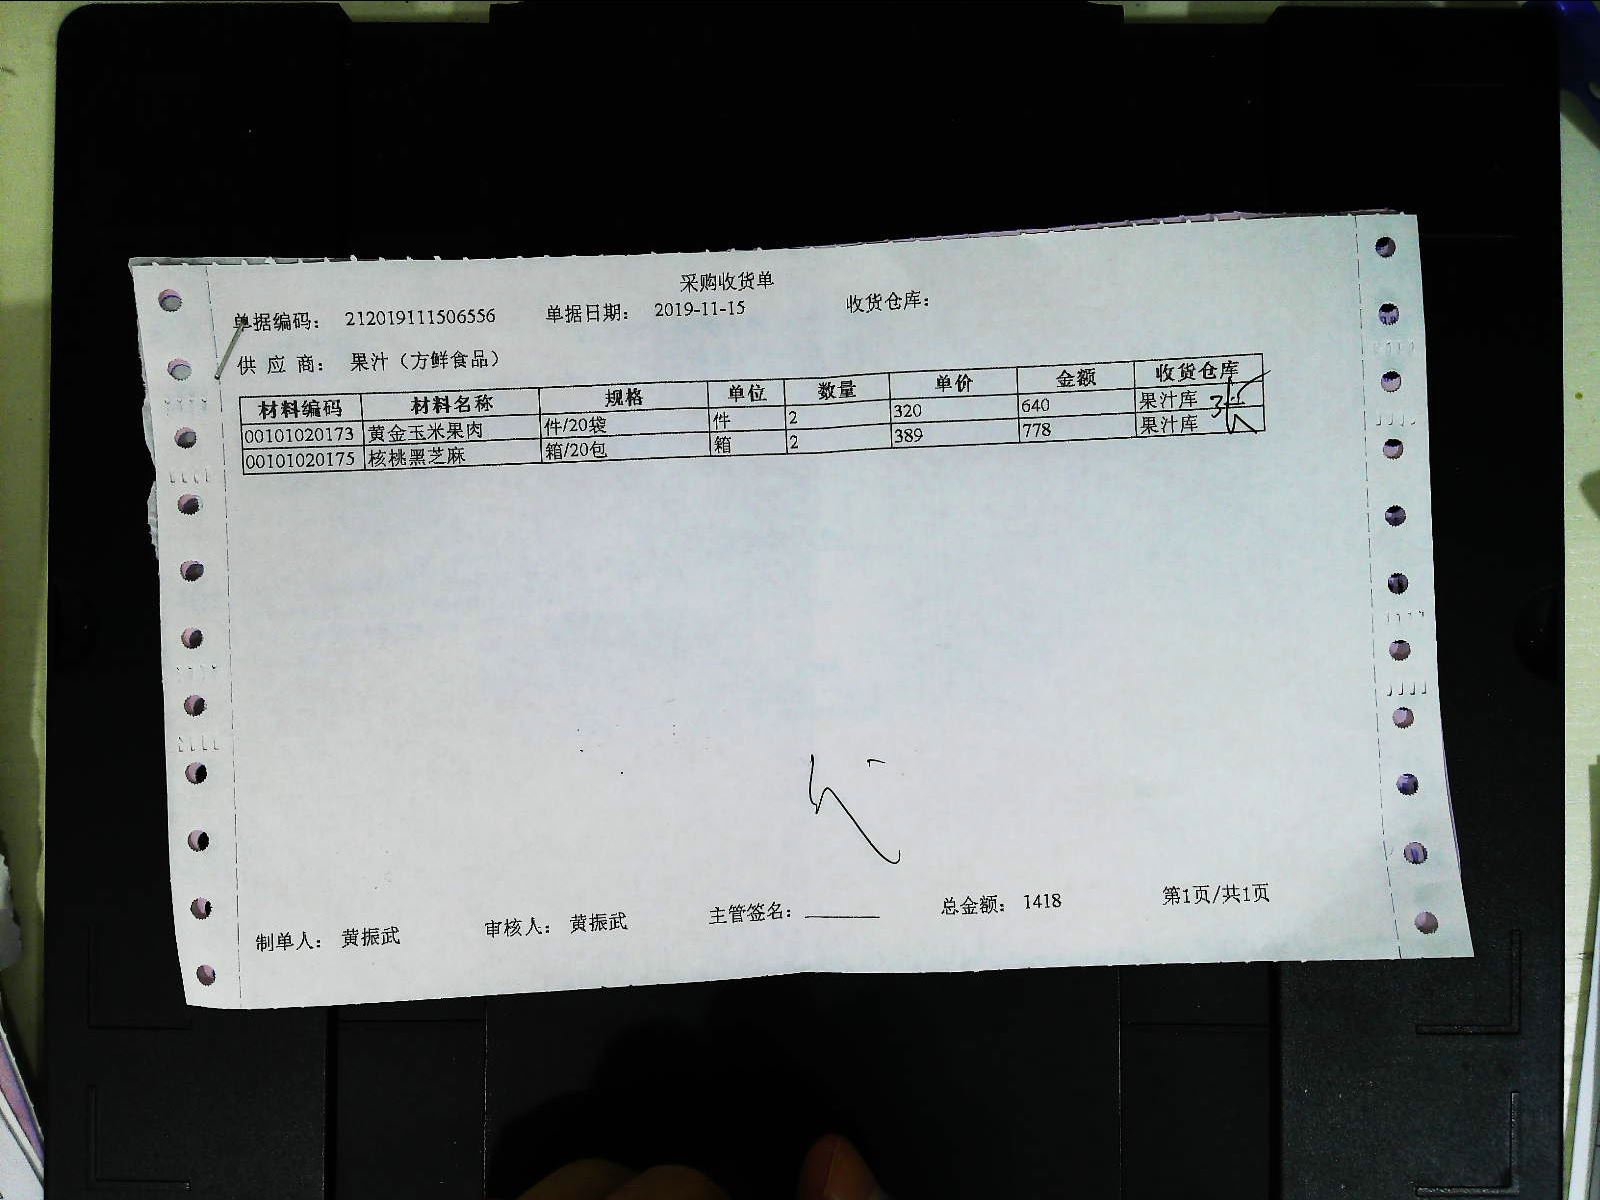 采购收货单
单据编码： 212019111506556 单据日期： 2019-11-15 收货仓库：
供 应 商： 果汁（方鲜食品）
材料编码 材料名称 规格 单位 数量 单价 金额 收货仓库
00101020173 黄金玉米果肉 件/20袋 件 2 320 640 果汁库
00101020175 核桃黑芝麻 箱/20包 箱 2 389 778 果汁库
制单人： 黄振武 审核人： 黄振武 主管签名：________ 总金额： 1418 第1页/共1页